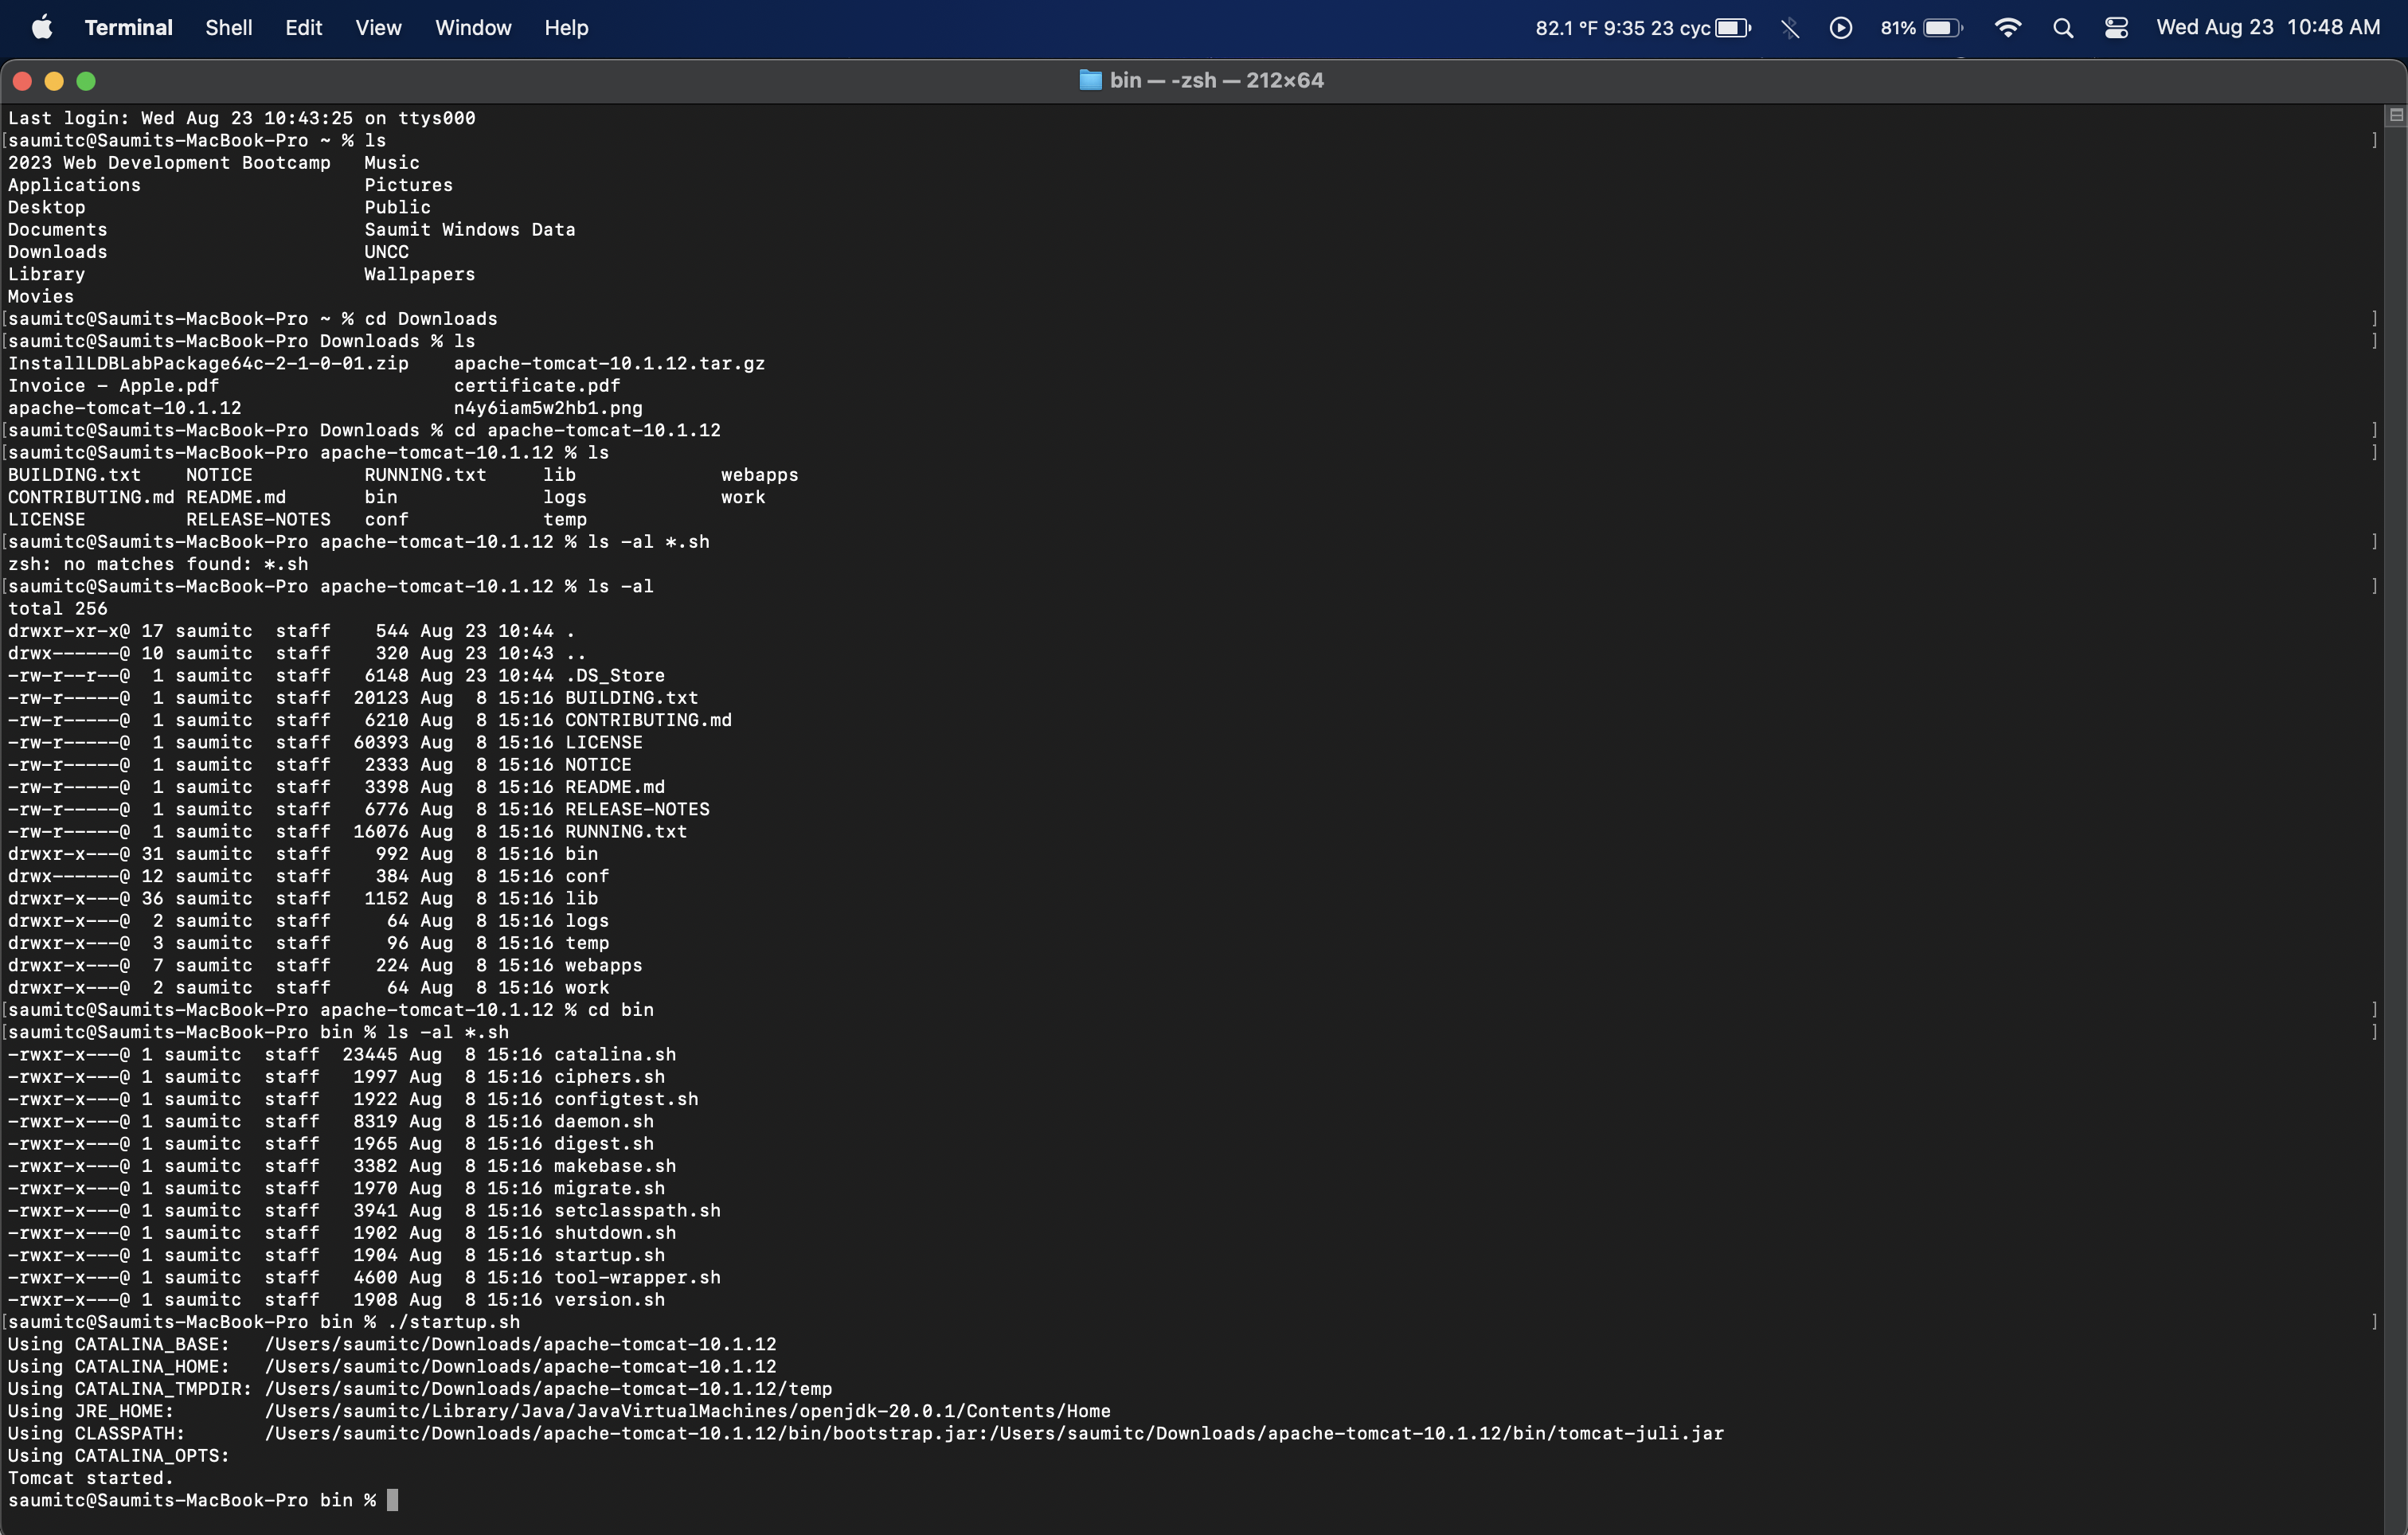 Terminal Shell Edit View Window Help 82.1 °F 9:35 23 cyc 81% Wed Aug 23 10:48 AM
bin — -zsh — 212×64
Last login: Wed Aug 23 10:43:25 on ttys000
[saumitc@Saumits-MacBook-Pro ~ % ls ]
2023 Web Development Bootcamp Music
Applications Pictures
Desktop Public
Documents Saumit Windows Data
Downloads UNCC
Library Wallpapers
Movies
[saumitc@Saumits-MacBook-Pro ~ % cd Downloads ]
[saumitc@Saumits-MacBook-Pro Downloads % ls ]
InstallLDBLabPackage64c-2-1-0-01.zip apache-tomcat-10.1.12.tar.gz
Invoice - Apple.pdf certificate.pdf
apache-tomcat-10.1.12 n4y6iam5w2hb1.png
[saumitc@Saumits-MacBook-Pro Downloads % cd apache-tomcat-10.1.12 ]
[saumitc@Saumits-MacBook-Pro apache-tomcat-10.1.12 % ls ]
BUILDING.txt NOTICE RUNNING.txt lib webapps
CONTRIBUTING.md README.md bin logs work
LICENSE RELEASE-NOTES conf temp
[saumitc@Saumits-MacBook-Pro apache-tomcat-10.1.12 % ls -al *.sh ]
zsh: no matches found: *.sh
[saumitc@Saumits-MacBook-Pro apache-tomcat-10.1.12 % ls -al ]
total 256
drwxr-xr-x@ 17 saumitc staff 544 Aug 23 10:44 .
drwx------@ 10 saumitc staff 320 Aug 23 10:43 ..
-rw-r--r--@ 1 saumitc staff 6148 Aug 23 10:44 .DS_Store
-rw-r-----@ 1 saumitc staff 20123 Aug 8 15:16 BUILDING.txt
-rw-r-----@ 1 saumitc staff 6210 Aug 8 15:16 CONTRIBUTING.md
-rw-r-----@ 1 saumitc staff 60393 Aug 8 15:16 LICENSE
-rw-r-----@ 1 saumitc staff 2333 Aug 8 15:16 NOTICE
-rw-r-----@ 1 saumitc staff 3398 Aug 8 15:16 README.md
-rw-r-----@ 1 saumitc staff 6776 Aug 8 15:16 RELEASE-NOTES
-rw-r-----@ 1 saumitc staff 16076 Aug 8 15:16 RUNNING.txt
drwxr-x---@ 31 saumitc staff 992 Aug 8 15:16 bin
drwx------@ 12 saumitc staff 384 Aug 8 15:16 conf
drwxr-x---@ 36 saumitc staff 1152 Aug 8 15:16 lib
drwxr-x---@ 2 saumitc staff 64 Aug 8 15:16 logs
drwxr-x---@ 3 saumitc staff 96 Aug 8 15:16 temp
drwxr-x---@ 7 saumitc staff 224 Aug 8 15:16 webapps
drwxr-x---@ 2 saumitc staff 64 Aug 8 15:16 work
[saumitc@Saumits-MacBook-Pro apache-tomcat-10.1.12 % cd bin ]
[saumitc@Saumits-MacBook-Pro bin % ls -al *.sh ]
-rwxr-x---@ 1 saumitc staff 23445 Aug 8 15:16 catalina.sh
-rwxr-x---@ 1 saumitc staff 1997 Aug 8 15:16 ciphers.sh
-rwxr-x---@ 1 saumitc staff 1922 Aug 8 15:16 configtest.sh
-rwxr-x---@ 1 saumitc staff 8319 Aug 8 15:16 daemon.sh
-rwxr-x---@ 1 saumitc staff 1965 Aug 8 15:16 digest.sh
-rwxr-x---@ 1 saumitc staff 3382 Aug 8 15:16 makebase.sh
-rwxr-x---@ 1 saumitc staff 1970 Aug 8 15:16 migrate.sh
-rwxr-x---@ 1 saumitc staff 3941 Aug 8 15:16 setclasspath.sh
-rwxr-x---@ 1 saumitc staff 1902 Aug 8 15:16 shutdown.sh
-rwxr-x---@ 1 saumitc staff 1904 Aug 8 15:16 startup.sh
-rwxr-x---@ 1 saumitc staff 4600 Aug 8 15:16 tool-wrapper.sh
-rwxr-x---@ 1 saumitc staff 1908 Aug 8 15:16 version.sh
[saumitc@Saumits-MacBook-Pro bin % ./startup.sh ]
Using CATALINA_BASE: /Users/saumitc/Downloads/apache-tomcat-10.1.12
Using CATALINA_HOME: /Users/saumitc/Downloads/apache-tomcat-10.1.12
Using CATALINA_TMPDIR: /Users/saumitc/Downloads/apache-tomcat-10.1.12/temp
Using JRE_HOME: /Users/saumitc/Library/Java/JavaVirtualMachines/openjdk-20.0.1/Contents/Home
Using CLASSPATH: /Users/saumitc/Downloads/apache-tomcat-10.1.12/bin/bootstrap.jar:/Users/saumitc/Downloads/apache-tomcat-10.1.12/bin/tomcat-juli.jar
Using CATALINA_OPTS:
Tomcat started.
saumitc@Saumits-MacBook-Pro bin %